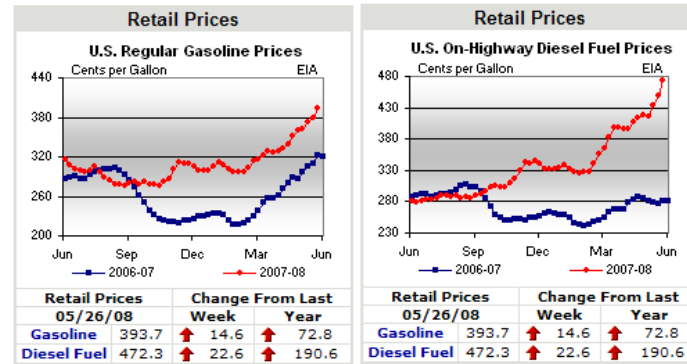 Retail Prices
U.S. Regular Gasoline Prices
Cents per Gallon EIA
440
380
320
260
200
Jun Sep Dec Mar Jun
2006-07 2007-08
Retail Prices Change From Last
05/26/08 Week Year
Gasoline 393.7 14.6 72.8
Diesel Fuel 472.3 22.6 190.6
Retail Prices
U.S. On-Highway Diesel Fuel Prices
Cents per Gallon EIA
480
430
380
330
280
230
Jun Sep Dec Mar Jun
2006-07 2007-08
Retail Prices Change From Last
05/26/08 Week Year
Gasoline 393.7 14.6 72.8
Diesel Fuel 472.3 22.6 190.6